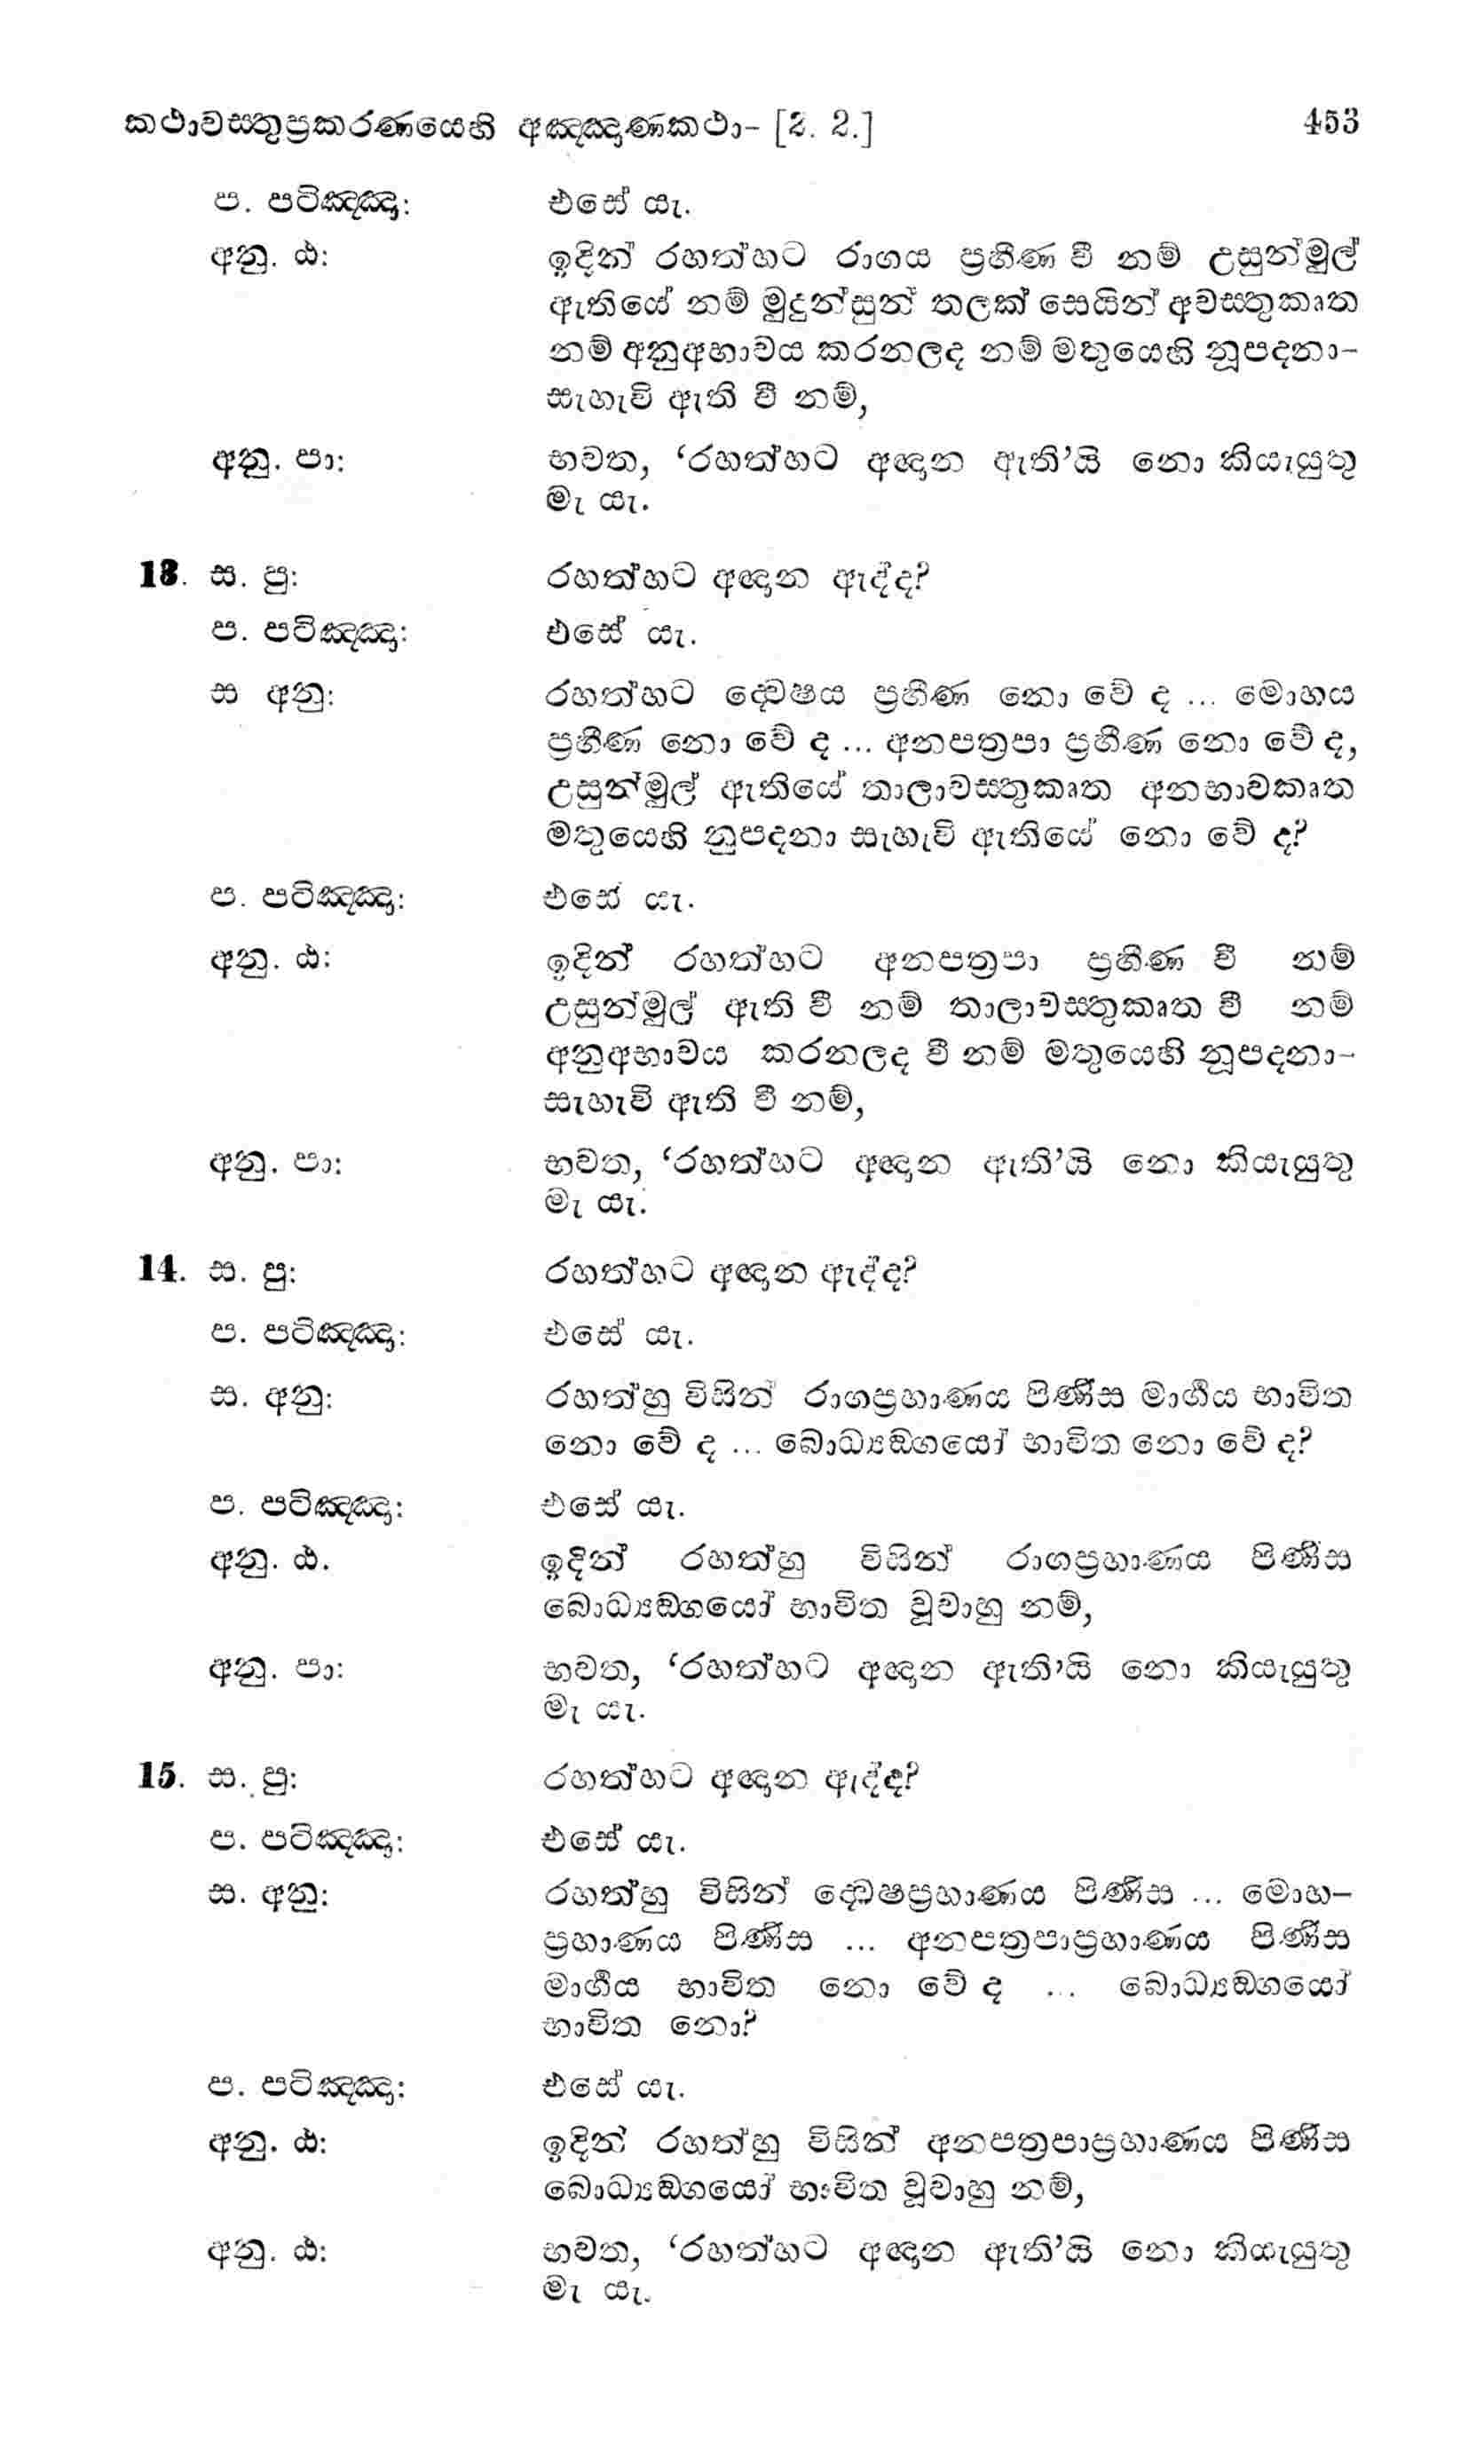 කථාවස්තුප්‍රකරණයෙහි අඤ්ඤාණකථා- [2. 2.] 453
ප. පටිඤ්ඤා: එසේ යැ.
අනු. ඨ: ඉදින් රහත්හට රාගය ප්‍රහීණ වී නම් උසුන්මුල්
ඇතියේ නම් මුදුන්සුන් තලක් සෙයින් අවස්තුකෘත
නම් අනුඅභාවය කරනලද නම් මතුයෙහි නූපදනා-
සැහැවි ඇති වී නම්,
අනු. පා: භවත, ‘රහත්හට අඥාන ඇති’යි නො කියැයුතු
මැ යැ.
13. ස. පු: රහත්හට අඥාන ඇද්ද?
ප. පටිඤ්ඤා: එසේ යැ.
ස අනු: රහත්හට ද්වෙෂය ප්‍රහීණ නො වේ ද ... මොහය
ප්‍රහීණ නො වේ ද ... අනපත්‍රපා ප්‍රහීණ නො වේ ද,
උසුන්මුල් ඇතියේ තාලාවස්තුකෘත අනභාවකෘත
මතුයෙහි නුපදනා සැහැවි ඇතියේ නො වේ ද?
ප. පටිඤ්ඤා: එසේ යැ.
අනු. ඨ: ඉදින් රහත්හට අනපත්‍රපා ප්‍රහීණ වී නම්
උසුන්මුල් ඇති වී නම් තාලාවස්තුකෘත වී නම්
අනුඅභාවය කරනලද වී නම් මතුයෙහි නූපදනා-
සැහැවි ඇති වී නම්,
අනු. පා: භවත, ‘රහත්හට අඥාන ඇති’යි නො කියැයුතු
මැ යැ.
14. ස. පු: රහත්හට අඥාන ඇද්ද?
ප. පටිඤ්ඤා: එසේ යැ.
ස. අනු: රහත්හු විසින් රාගප්‍රහාණය පිණිස මාර්‍ගය භාවිත
නො වේ ද ... බොධ්‍යඞ්ගයෝ භාවිත නො වේ ද?
ප. පටිඤ්ඤා: එසේ යැ.
අනු. ඨ. ඉදින් රහත්හු විසින් රාගප්‍රහාණය පිණිස
බොධ්‍යඞ්ගයෝ භාවිත වූවාහු නම්,
අනු. පා: භවත, ‘රහත්හට අඥාන ඇති’යි නො කියැයුතු
මැ යැ.
15. ස. පු: රහත්හට අඥාන ඇද්ද?
ප. පටිඤ්ඤා: එසේ යැ.
ස. අනු: රහත්හු විසින් ද්වෙෂප්‍රහාණය පිණිස ... මොහ-
ප්‍රහාණය පිණිස ... අනපත්‍රපාප්‍රහාණය පිණිස
මාර්‍ගය භාවිත නො වේ ද ... බොධ්‍යඞ්ගයෝ
භාවිත නො?
ප. පටිඤ්ඤා: එසේ යැ.
අනු. ඨ: ඉදින් රහත්හු විසින් අනපත්‍රපාප්‍රහාණය පිණිස
බොධ්‍යඞ්ගයෝ භාවිත වූවාහු නම්,
අනු. ඨ: භවත, ‘රහත්හට අඥාන ඇති’යි නො කියැයුතු
මැ යැ.